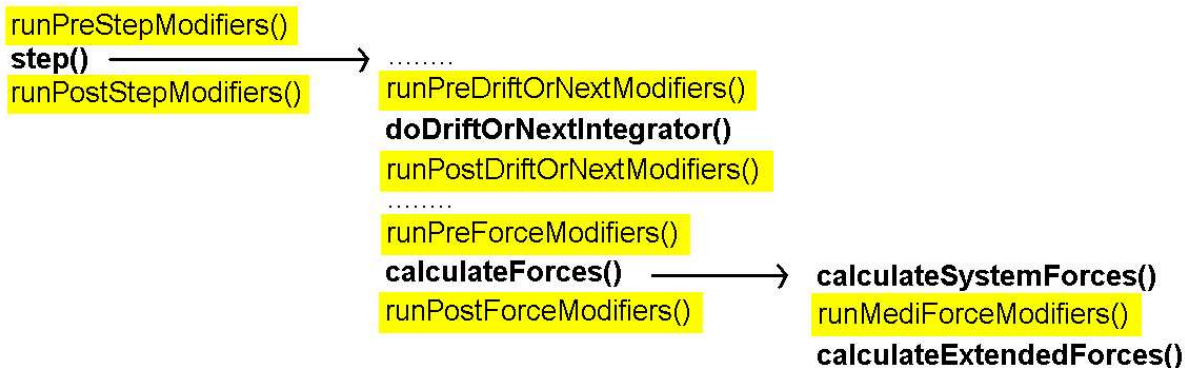 runPreStepModifiers()
step()
runPostStepModifiers()
........
runPreDriftOrNextModifiers()
doDriftOrNextIntegrator()
runPostDriftOrNextModifiers()
........
runPreForceModifiers()
calculateForces()
runPostForceModifiers()
calculateSystemForces()
runMediForceModifiers()
calculateExtendedForces()